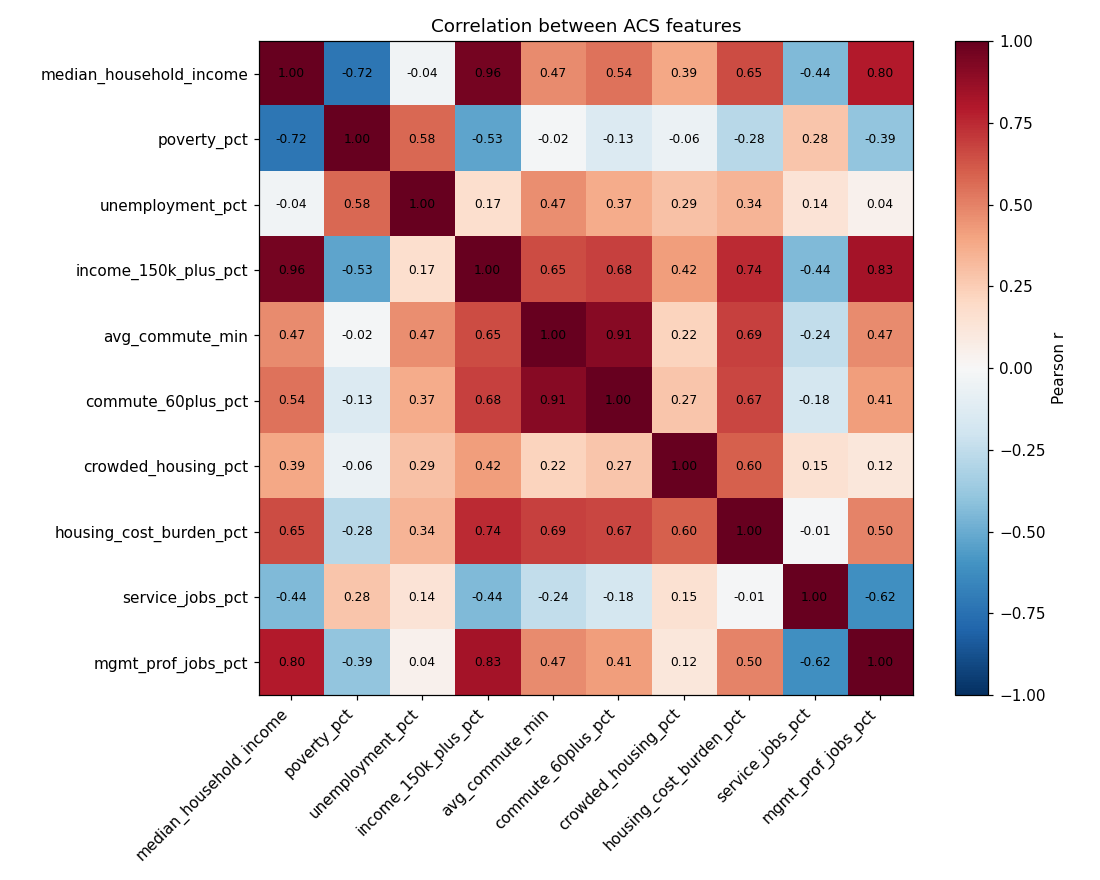 Correlation between ACS features
median_household_income 1.00 -0.72 -0.04 0.96 0.47 0.54 0.39 0.65 -0.44 0.80
poverty_pct -0.72 1.00 0.58 -0.53 -0.02 -0.13 -0.06 -0.28 0.28 -0.39
unemployment_pct -0.04 0.58 1.00 0.17 0.47 0.37 0.29 0.34 0.14 0.04
income_150k_plus_pct 0.96 -0.53 0.17 1.00 0.65 0.68 0.42 0.74 -0.44 0.83
avg_commute_min 0.47 -0.02 0.47 0.65 1.00 0.91 0.22 0.69 -0.24 0.47
commute_60plus_pct 0.54 -0.13 0.37 0.68 0.91 1.00 0.27 0.67 -0.18 0.41
crowded_housing_pct 0.39 -0.06 0.29 0.42 0.22 0.27 1.00 0.60 0.15 0.12
housing_cost_burden_pct 0.65 -0.28 0.34 0.74 0.69 0.67 0.60 1.00 -0.01 0.50
service_jobs_pct -0.44 0.28 0.14 -0.44 -0.24 -0.18 0.15 -0.01 1.00 -0.62
mgmt_prof_jobs_pct 0.80 -0.39 0.04 0.83 0.47 0.41 0.12 0.50 -0.62 1.00
median_household_income
poverty_pct
unemployment_pct
income_150k_plus_pct
avg_commute_min
commute_60plus_pct
crowded_housing_pct
housing_cost_burden_pct
service_jobs_pct
mgmt_prof_jobs_pct
1.00
0.75
0.50
0.25
0.00
−0.25
−0.50
−0.75
−1.00
Pearson r